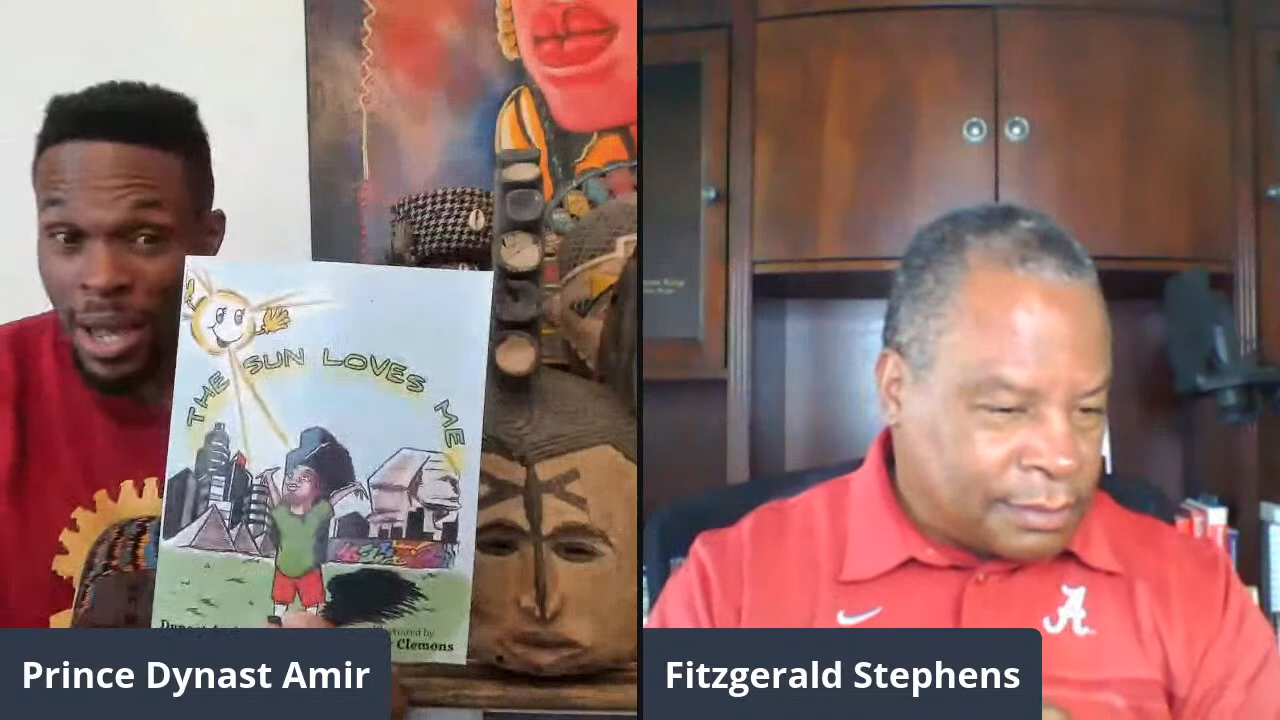 THE SUN LOVES ME
Clemons
Prince Dynast Amir
Fitzgerald Stephens
A